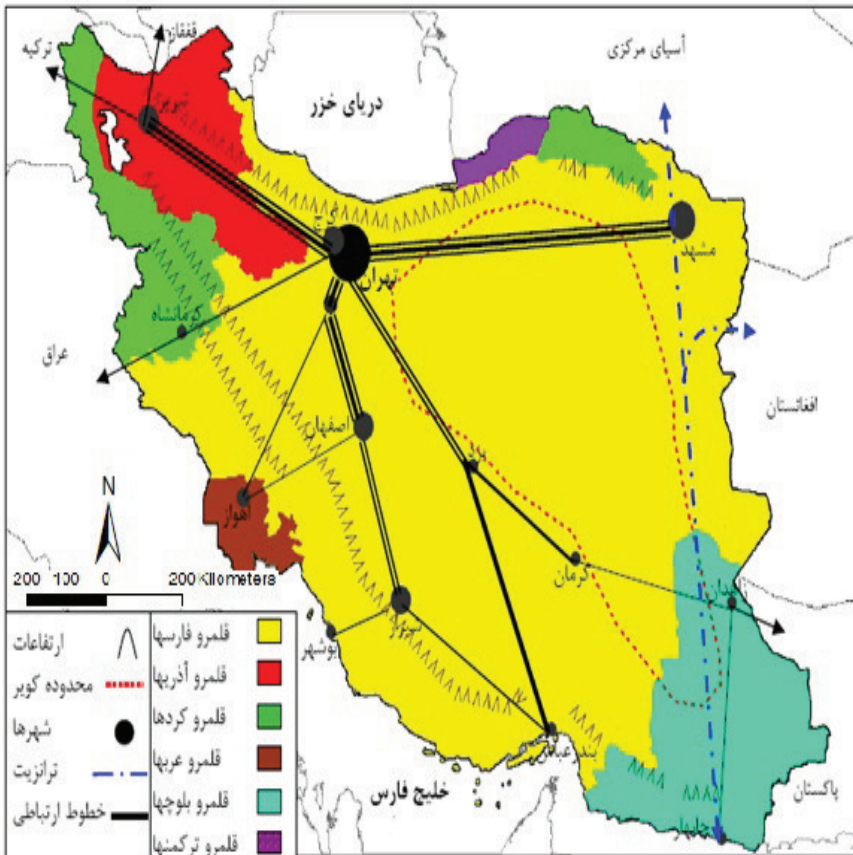 قفقاز
ترکیه
آسیای مرکزی
دریای خزر
تبریز
کرج
تهران
مشهد
کرمانشاه
عراق
افغانستان
اصفهان
یزد
اهواز
N
کرمان
200 100 0 200 Kilometers
زاهدان
شیراز
بوشهر
بندرعباس
خلیج فارس
پاکستان
چابهار
قلمرو فارسها
قلمرو آذریها
قلمرو کردها
قلمرو عربها
قلمرو بلوچها
قلمرو ترکمنها
ارتفاعات
محدوده کویر
شهرها
ترانزیت
خطوط ارتباطی